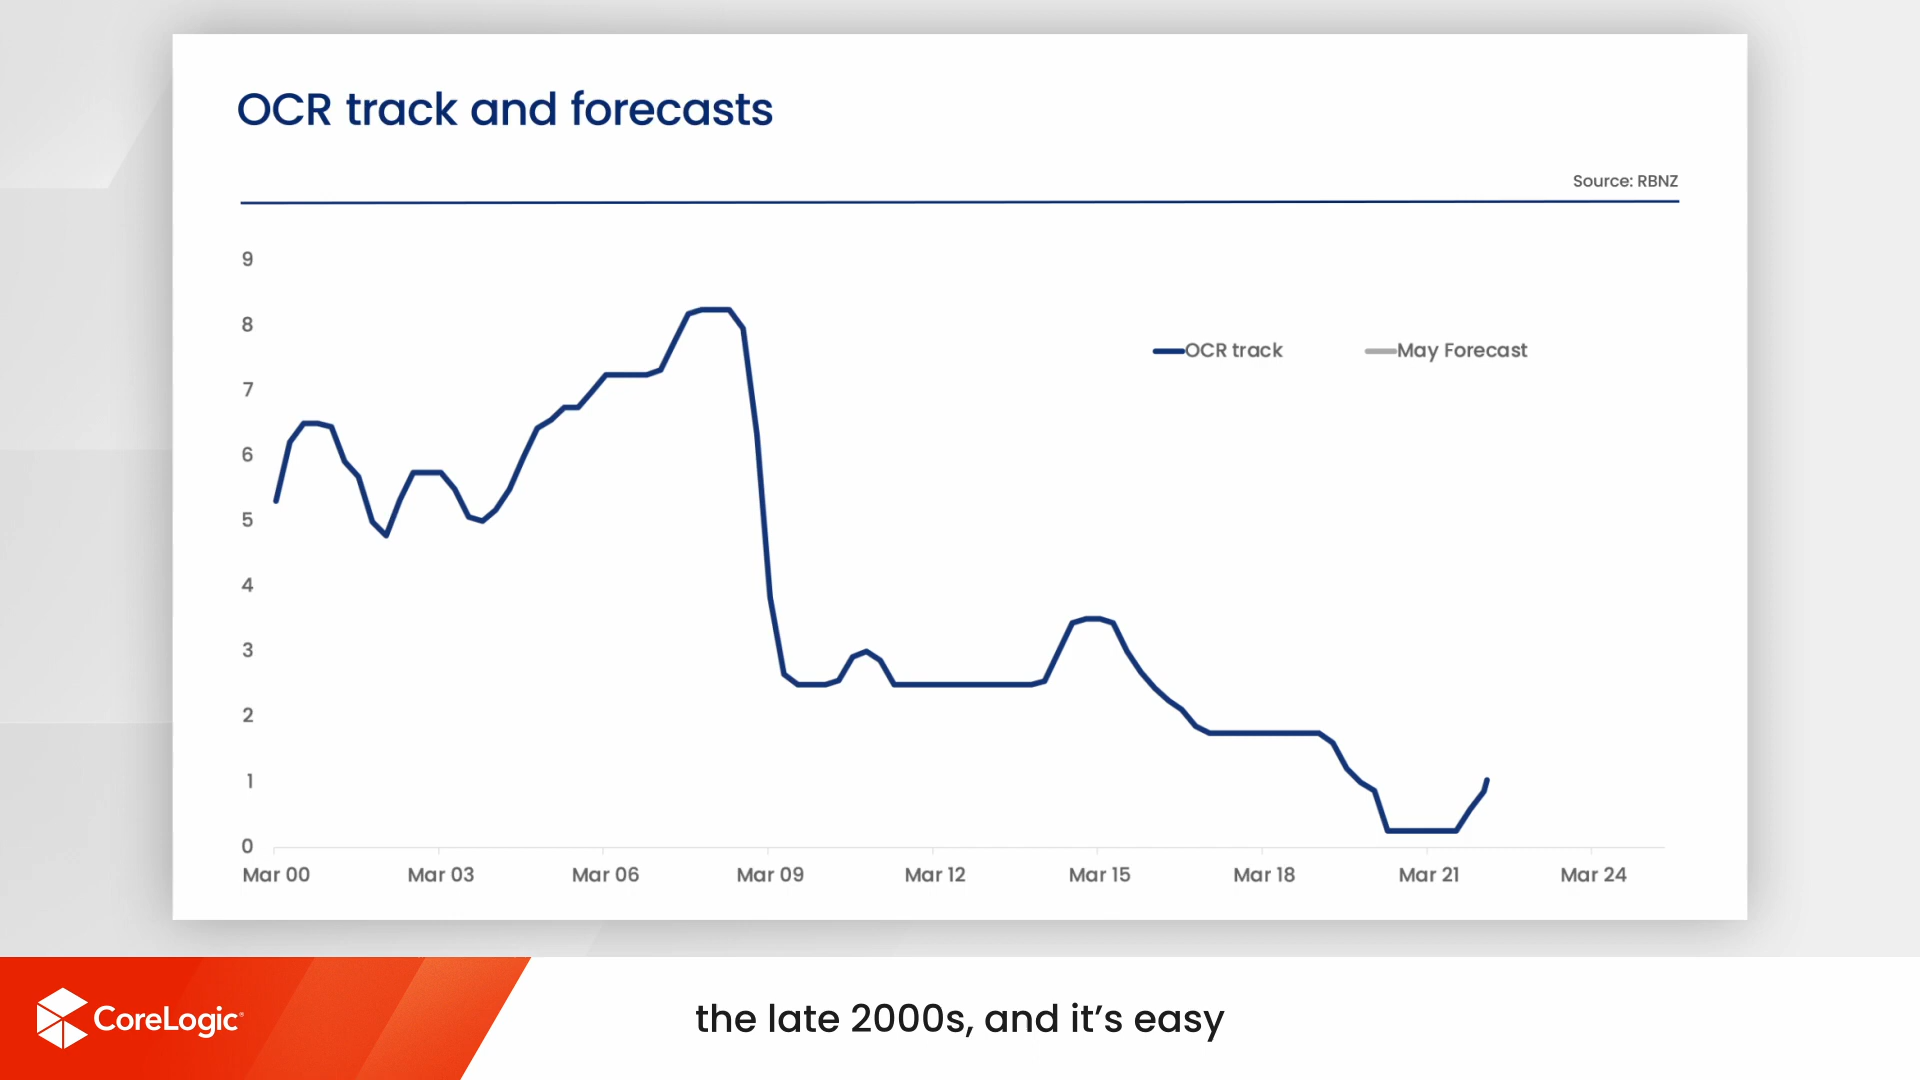 OCR track and forecasts
Source: RBNZ
9
8
7
6
5
4
3
2
1
0
OCR track
May Forecast
Mar 00 Mar 03 Mar 06 Mar 09 Mar 12 Mar 15 Mar 18 Mar 21 Mar 24
CoreLogic
the late 2000s, and it’s easy